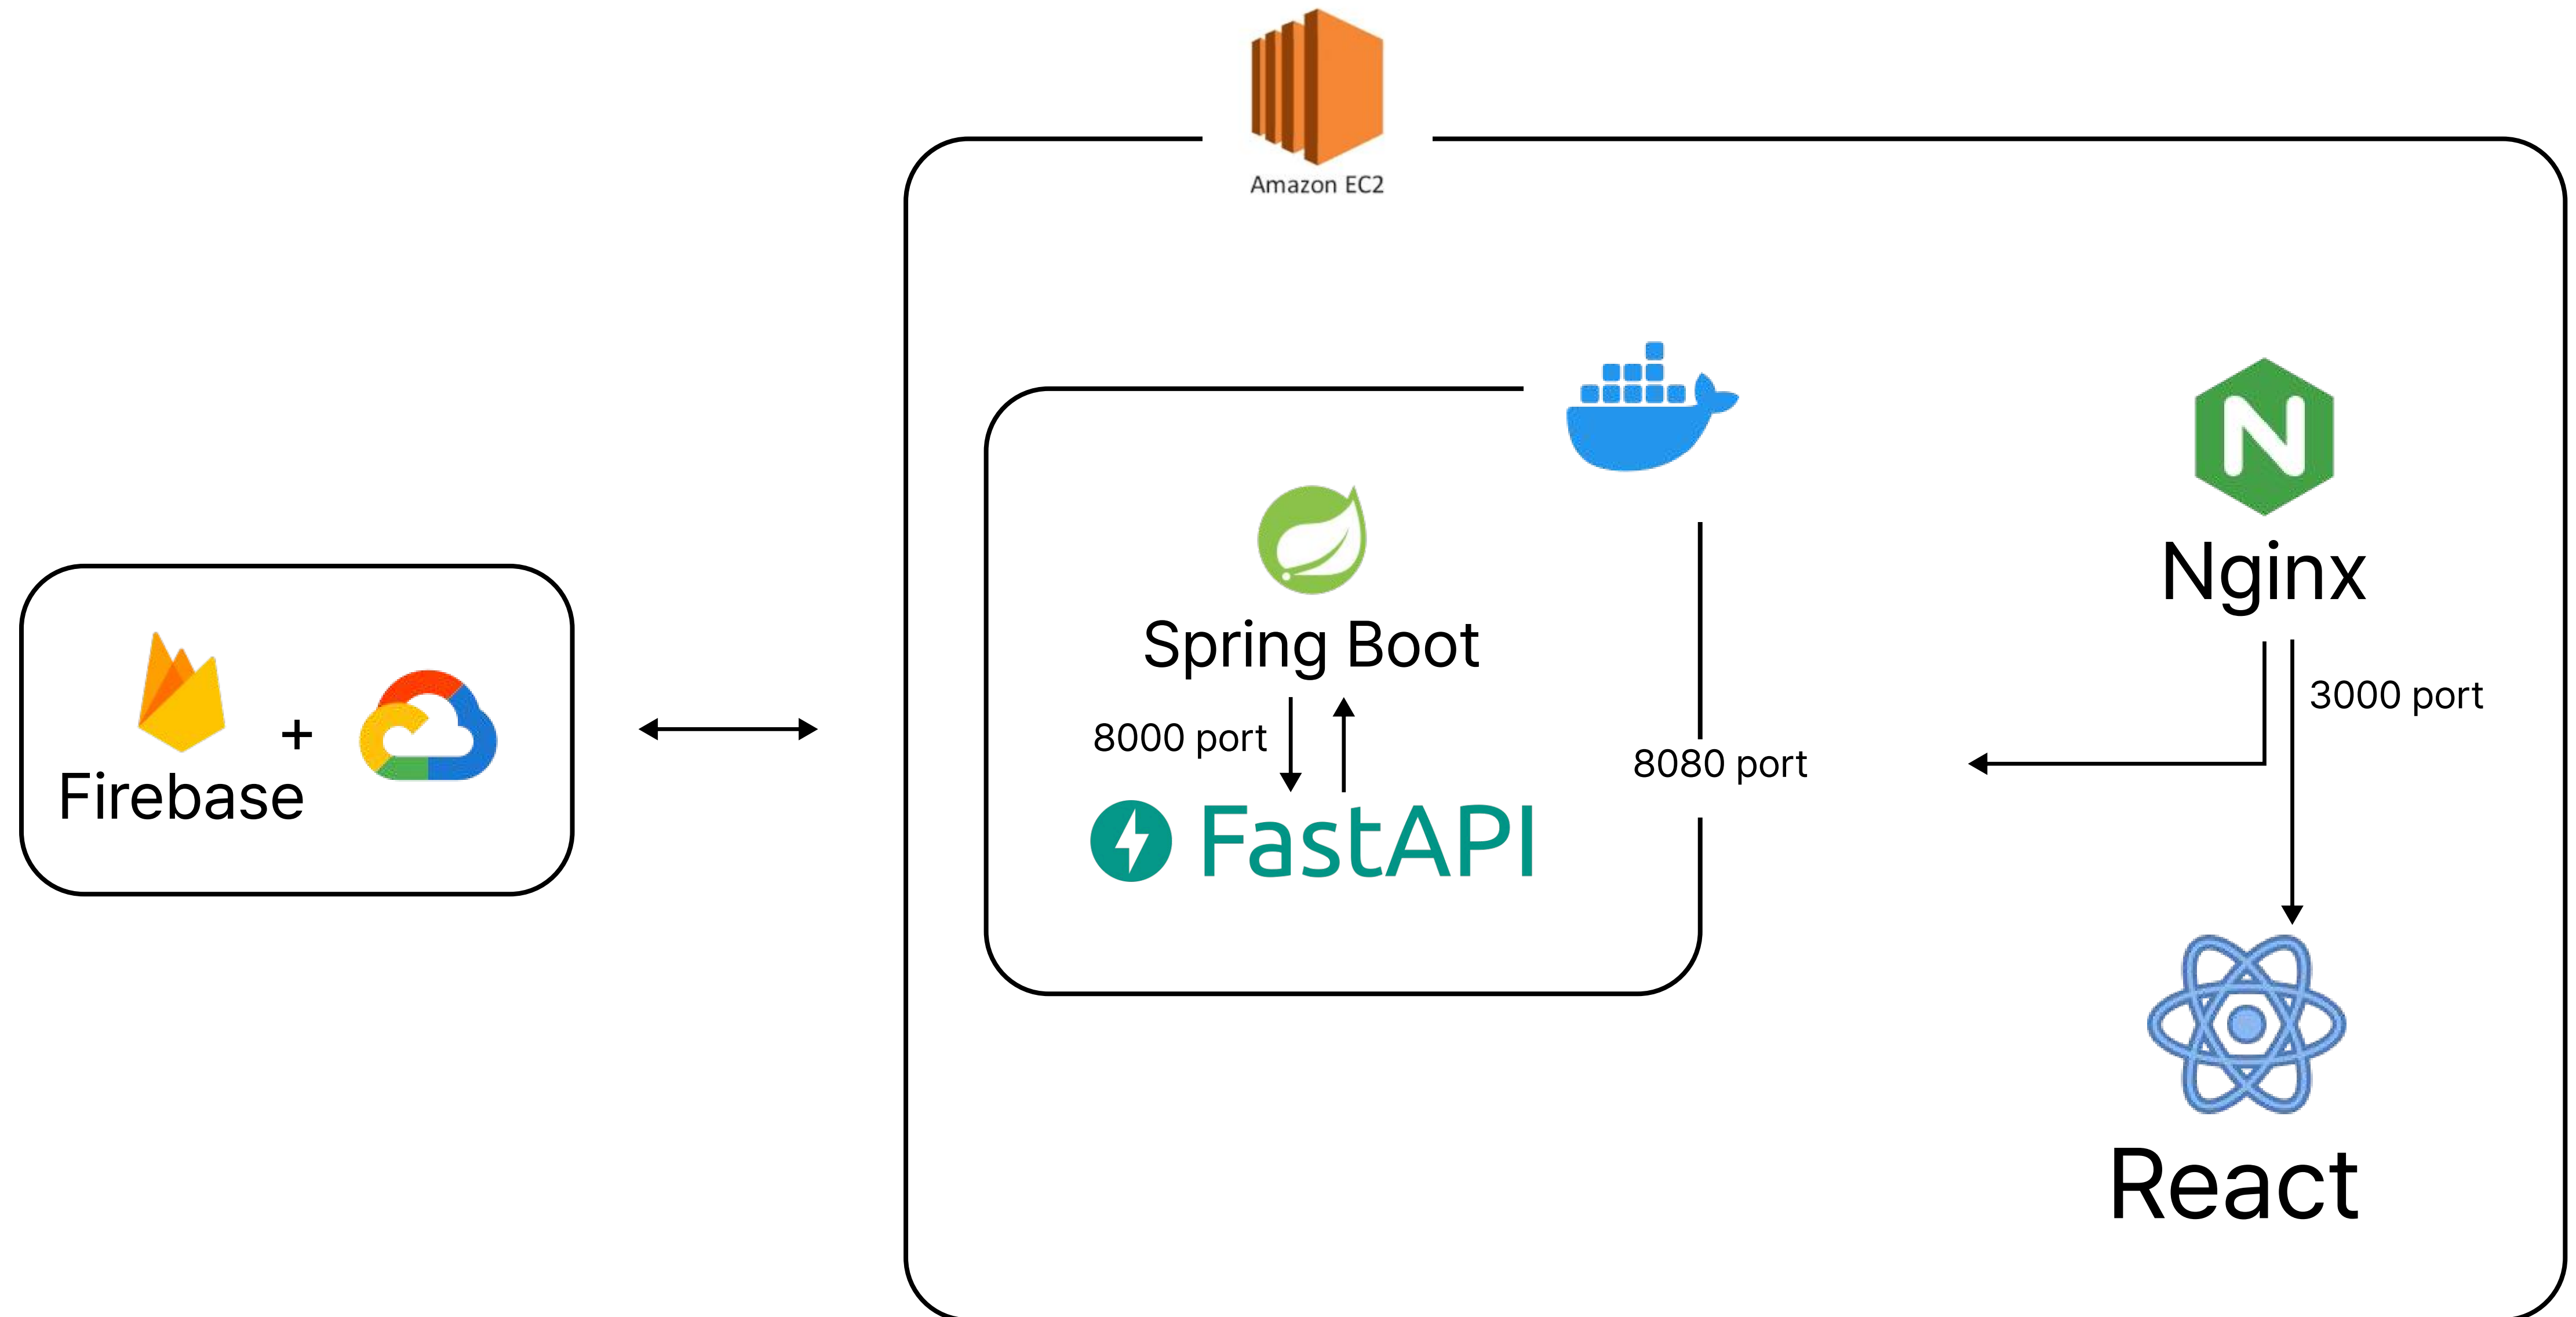 Amazon EC2
Nginx
Spring Boot
3000 port
8000 port
8080 port
+
Firebase
FastAPI
React